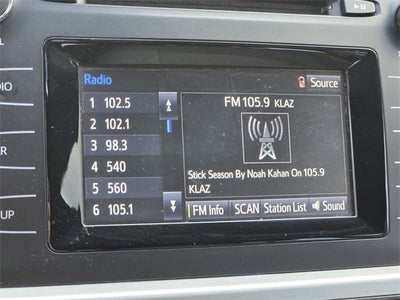 Radio
Source
1 102.5
2 102.1
3 98.3
4 540
5 560
6 105.1
FM 105.9 KLAZ
Stick Season By Noah Kahan On 105.9
KLAZ
FM Info
SCAN
Station List
Sound